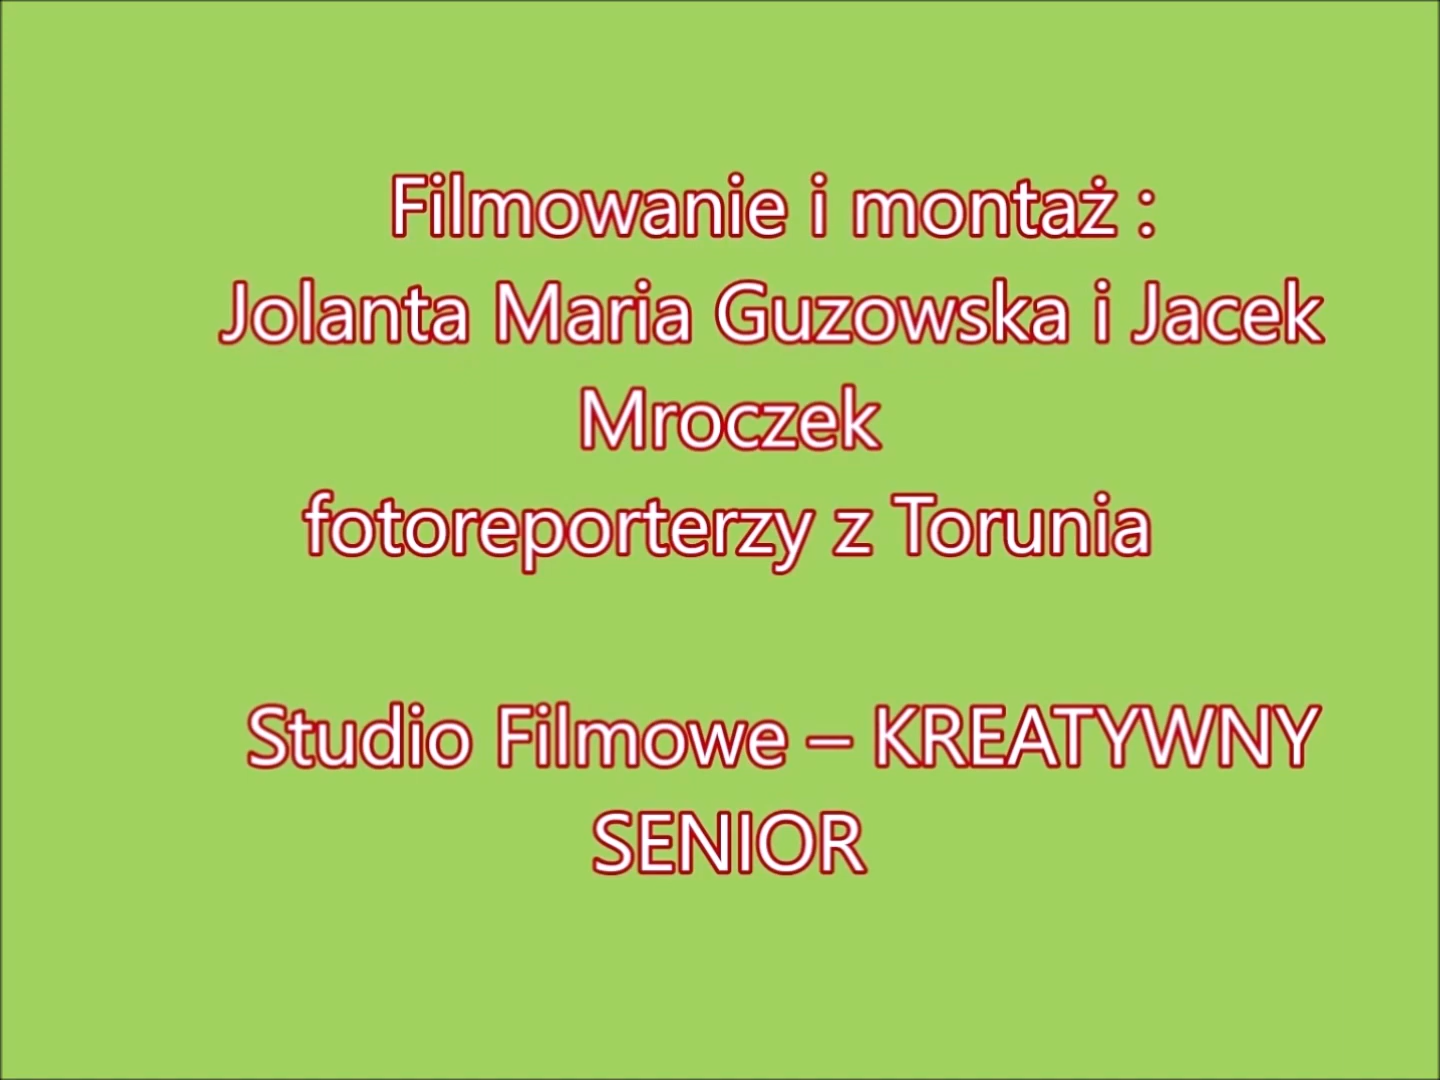 Filmowanie i montaż :
Jolanta Maria Guzowska i Jacek
Mroczek
fotoreporterzy z Torunia
Studio Filmowe – KREATYWNY
SENIOR